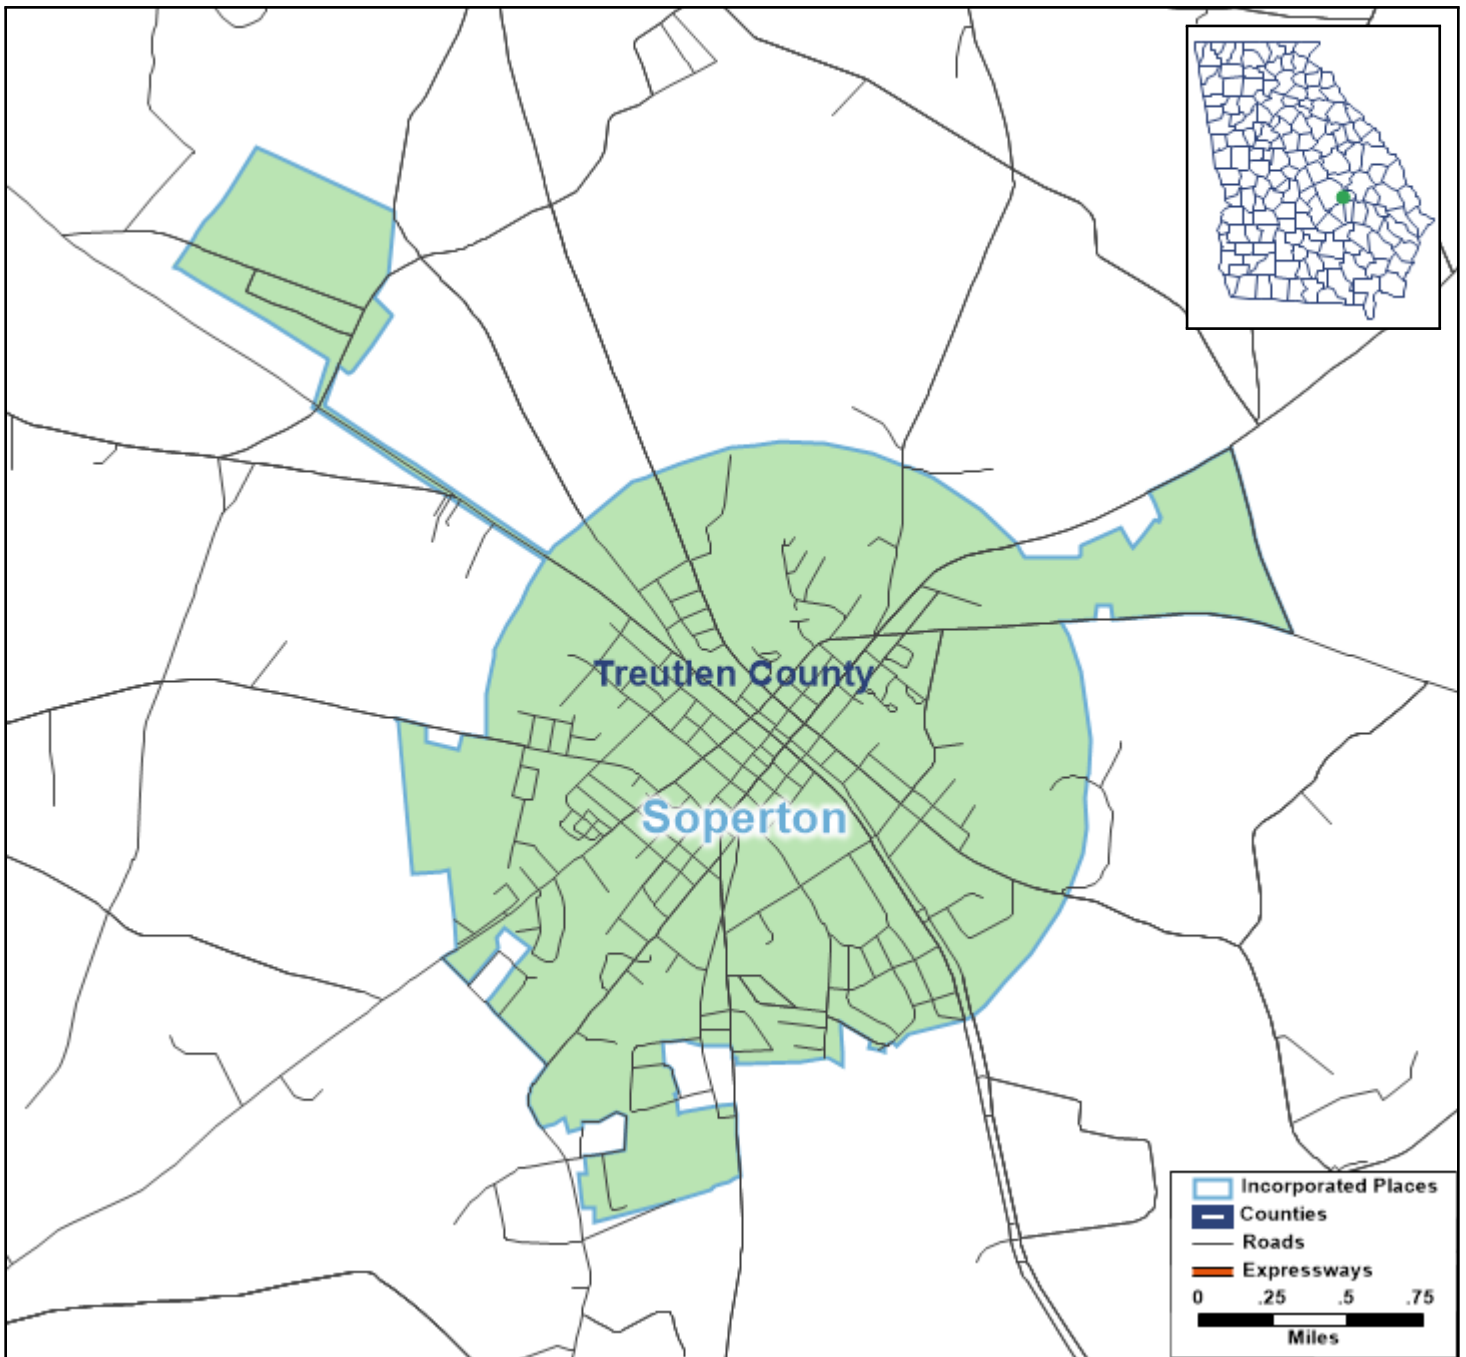 Treutlen County
Soperton
Incorporated Places
Counties
Roads
Expressways
0 .25 .5 .75
Miles